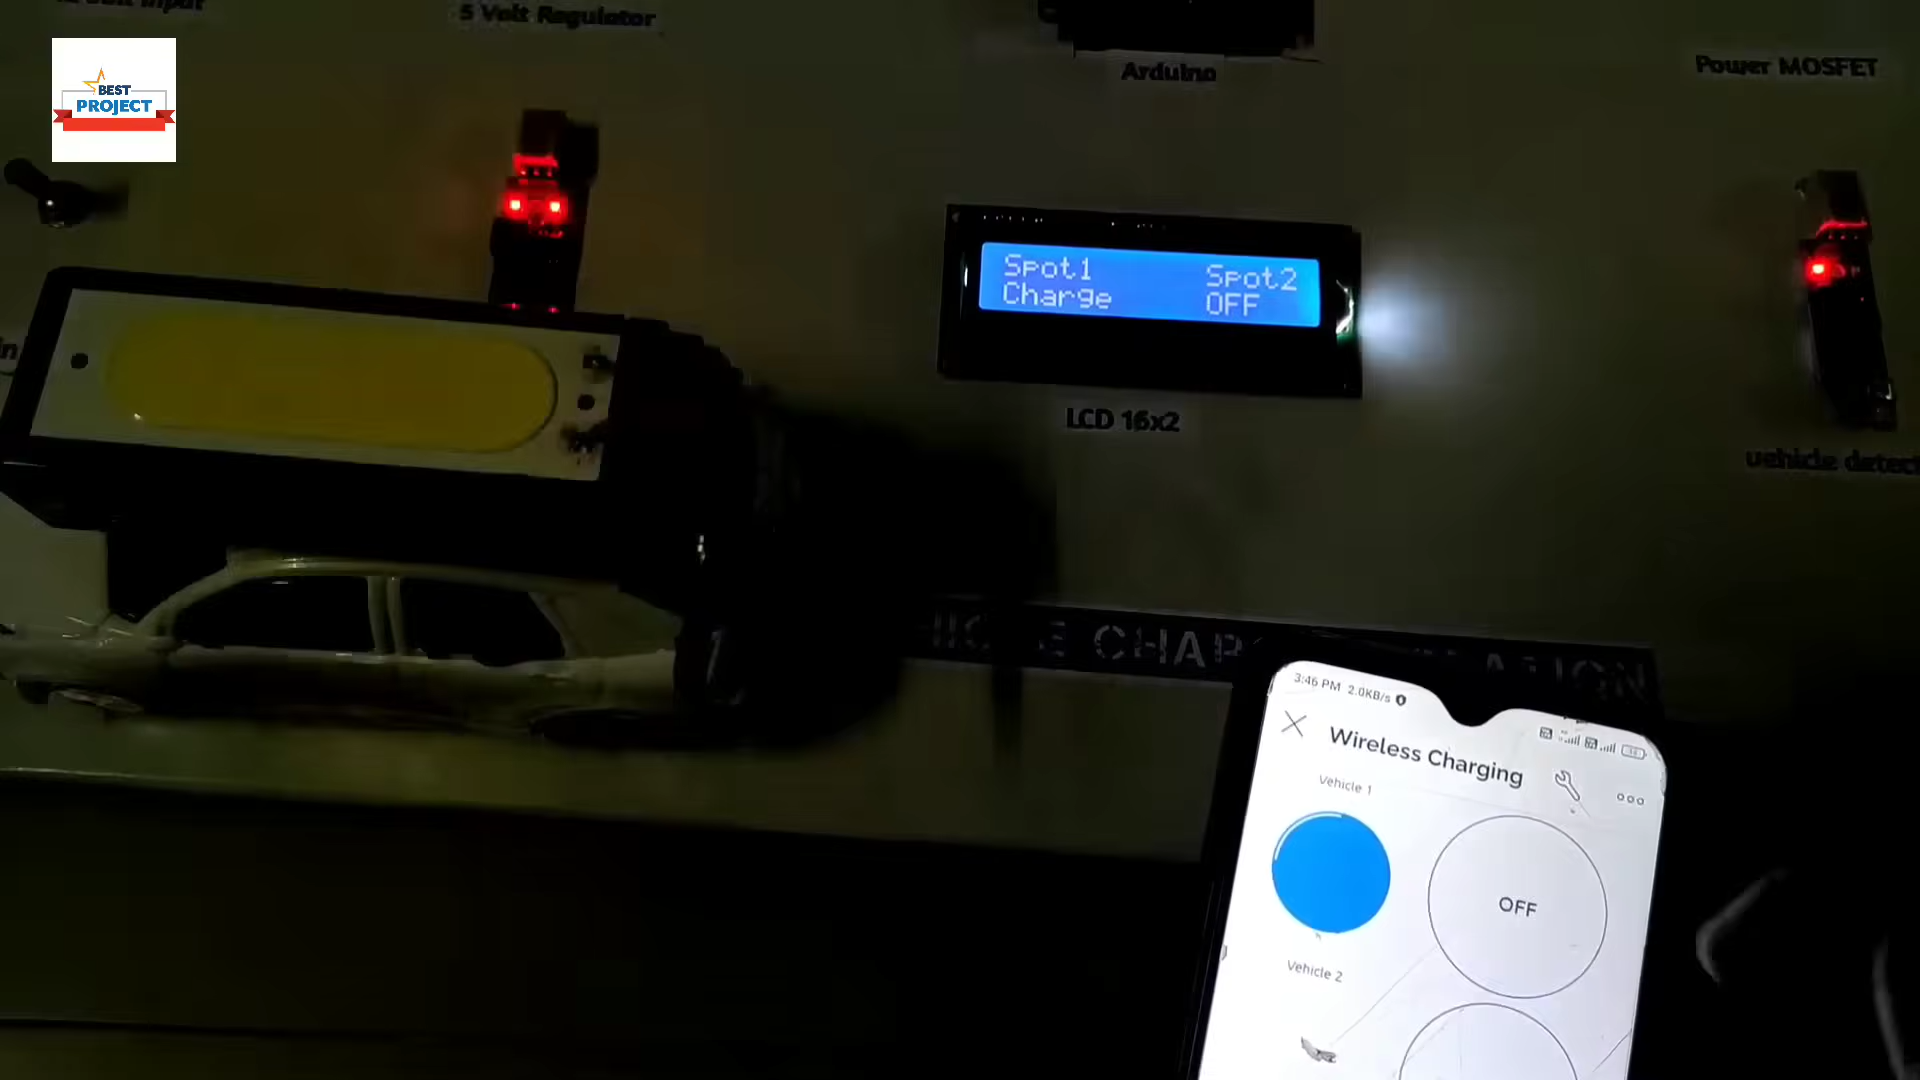 5 Volt Regulator
BEST
PROJECT
Arduino
Power MOSFET
Spot1 Spot2
Charge OFF
LCD 16x2
vehicle
3:46 PM 2.0KB/s
Wireless Charging
Vehicle 1
OFF
Vehicle 2